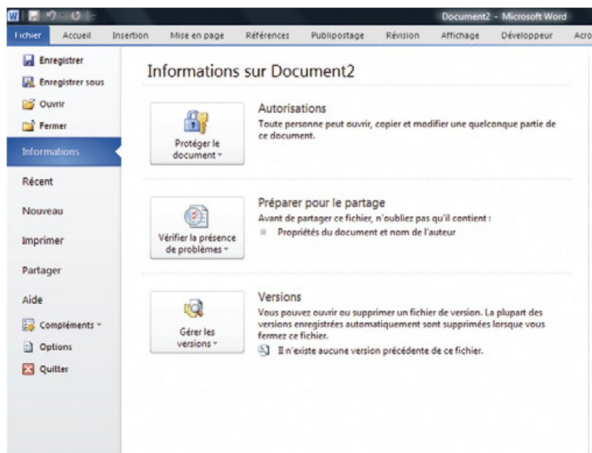 Document2 - Microsoft Word
Fichier Accueil Insertion Mise en page Références Publipostage Révision Affichage Développeur Acro
Enregistrer
Enregistrer sous
Ouvrir
Fermer
Informations
Récent
Nouveau
Imprimer
Partager
Aide
Compléments
Options
Quitter
Informations sur Document2
Protéger le
document
Autorisations
Toute personne peut ouvrir, copier et modifier une quelconque partie de
ce document.
Vérifier la présence
de problèmes
Préparer pour le partage
Avant de partager ce fichier, n'oubliez pas qu'il contient :
Propriétés du document et nom de l'auteur
Gérer les
versions
Versions
Vous pouvez ouvrir ou supprimer un fichier de version. La plupart des
versions enregistrées automatiquement sont supprimées lorsque vous
fermez ce fichier.
Il n'existe aucune version précédente de ce fichier.